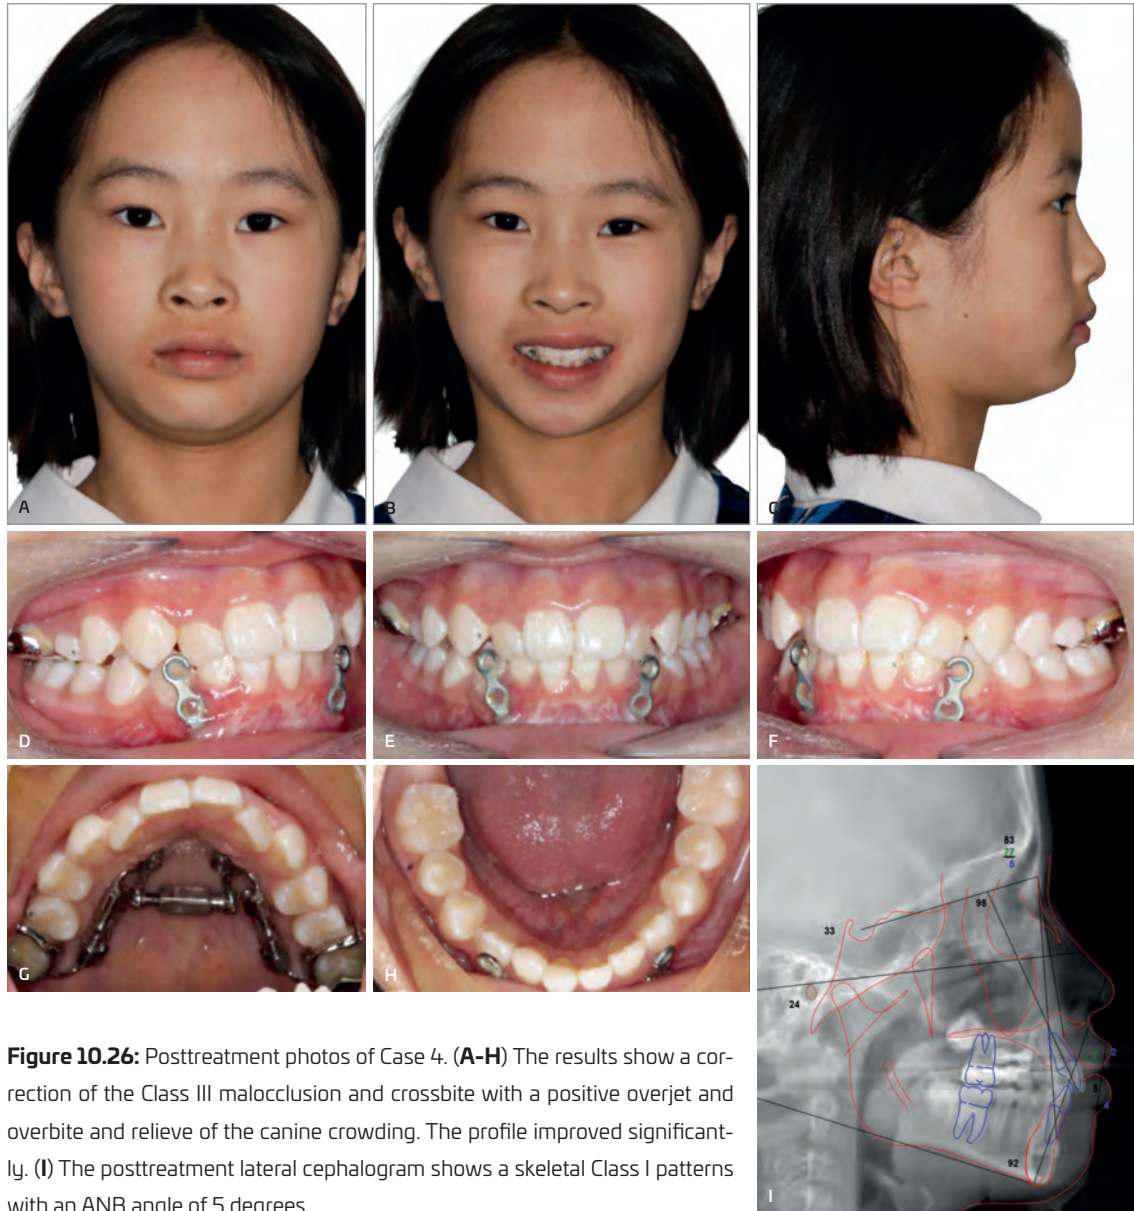 A
B
C
D
E
F
G
H
83
77
5
98
33
24
2
5
4
92
I
Figure 10.26: Posttreatment photos of Case 4. (A-H) The results show a cor-
rection of the Class III malocclusion and crossbite with a positive overjet and
overbite and relieve of the canine crowding. The profile improved significant-
ly. (I) The posttreatment lateral cephalogram shows a skeletal Class I patterns
with an ANB angle of 5 degrees.